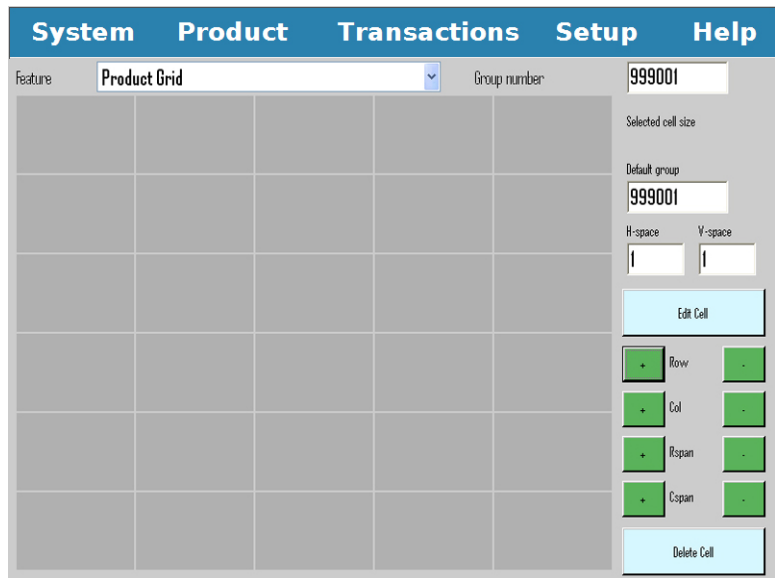 System Product Transactions Setup Help
Feature Product Grid Group number 999001
Selected cell size
Default group
999001
H-space V-space
1 1
Edit Cell
+ Row -
+ Col -
+ Rspan -
+ Cspan -
Delete Cell